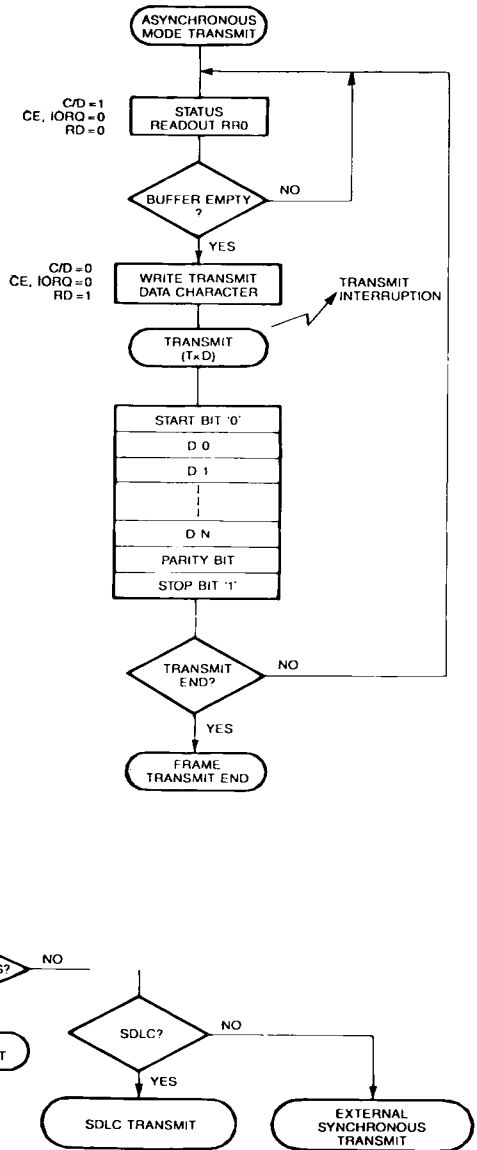 ASYNCHRONOUS
MODE TRANSMIT
C/D = 1
CE, IORQ = 0
RD = 0
STATUS
READOUT RR0
BUFFER EMPTY
?
NO
YES
C/D = 0
CE, IORQ = 0
RD = 1
WRITE TRANSMIT
DATA CHARACTER
TRANSMIT
INTERRUPTION
TRANSMIT
(TxD)
START BIT '0'
D 0
D 1
D N
PARITY BIT
STOP BIT '1'
TRANSMIT
END?
NO
YES
FRAME
TRANSMIT END
S?
NO
T
SDLC?
NO
YES
SDLC TRANSMIT
EXTERNAL
SYNCHRONOUS
TRANSMIT